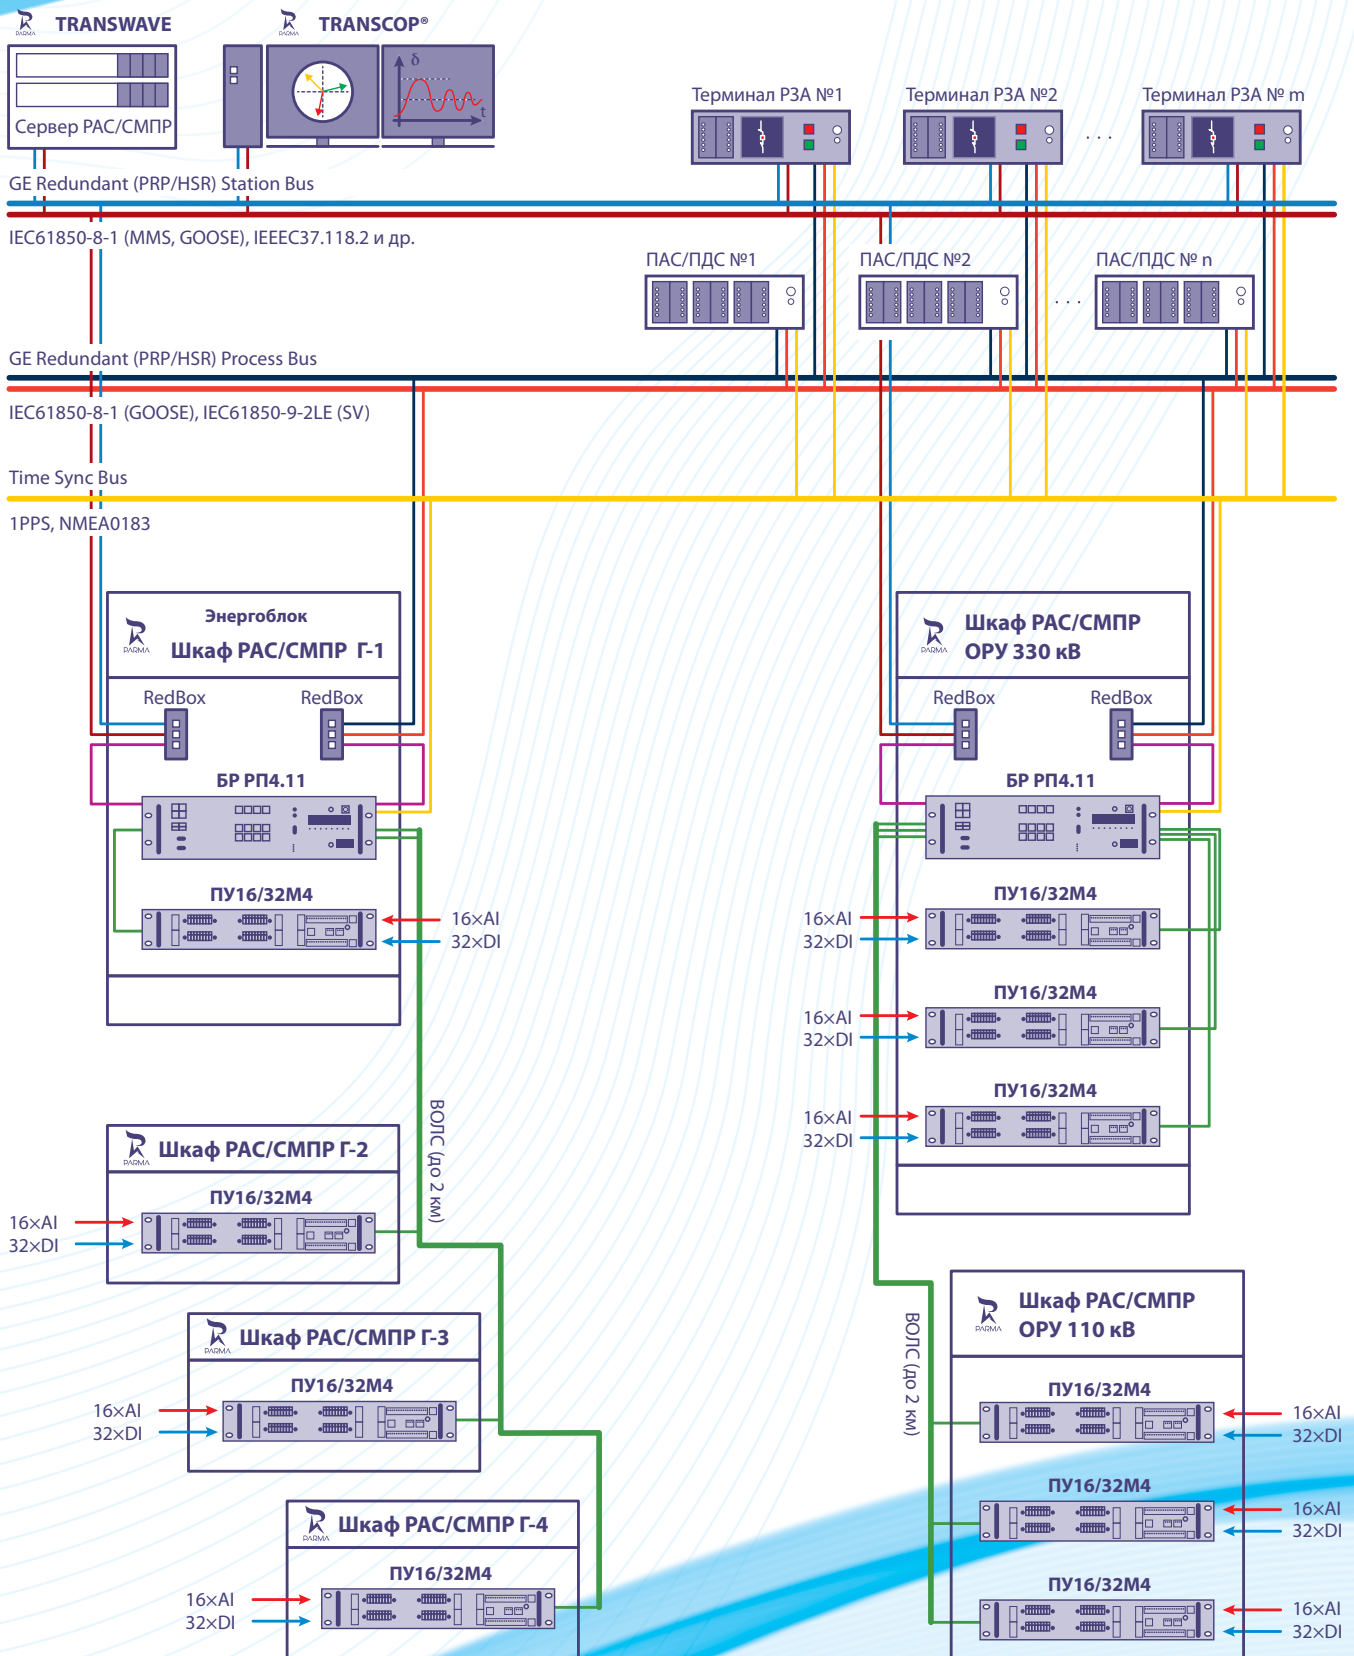 PARMA TRANSWAVE
PARMA TRANSCOP®
Сервер РАС/СМПР
δ
t
Терминал РЗА №1
Терминал РЗА №2
. . .
Терминал РЗА № m
GE Redundant (PRP/HSR) Station Bus
IEC61850-8-1 (MMS, GOOSE), IEEEC37.118.2 и др.
ПАС/ПДС №1
ПАС/ПДС №2
. . .
ПАС/ПДС № n
GE Redundant (PRP/HSR) Process Bus
IEC61850-8-1 (GOOSE), IEC61850-9-2LE (SV)
Time Sync Bus
1PPS, NMEA0183
PARMA
Энергоблок
Шкаф РАС/СМПР Г-1
RedBox
RedBox
БР РП4.11
ПУ16/32М4
16×AI
32×DI
ВОЛС (до 2 км)
PARMA
Шкаф РАС/СМПР Г-2
ПУ16/32М4
16×AI
32×DI
PARMA
Шкаф РАС/СМПР Г-3
ПУ16/32М4
16×AI
32×DI
PARMA
Шкаф РАС/СМПР Г-4
ПУ16/32М4
16×AI
32×DI
PARMA
Шкаф РАС/СМПР
ОРУ 330 кВ
RedBox
RedBox
БР РП4.11
ПУ16/32М4
16×AI
32×DI
ПУ16/32М4
16×AI
32×DI
ПУ16/32М4
16×AI
32×DI
ВОЛС (до 2 км)
PARMA
Шкаф РАС/СМПР
ОРУ 110 кВ
ПУ16/32М4
16×AI
32×DI
ПУ16/32М4
16×AI
32×DI
ПУ16/32М4
16×AI
32×DI